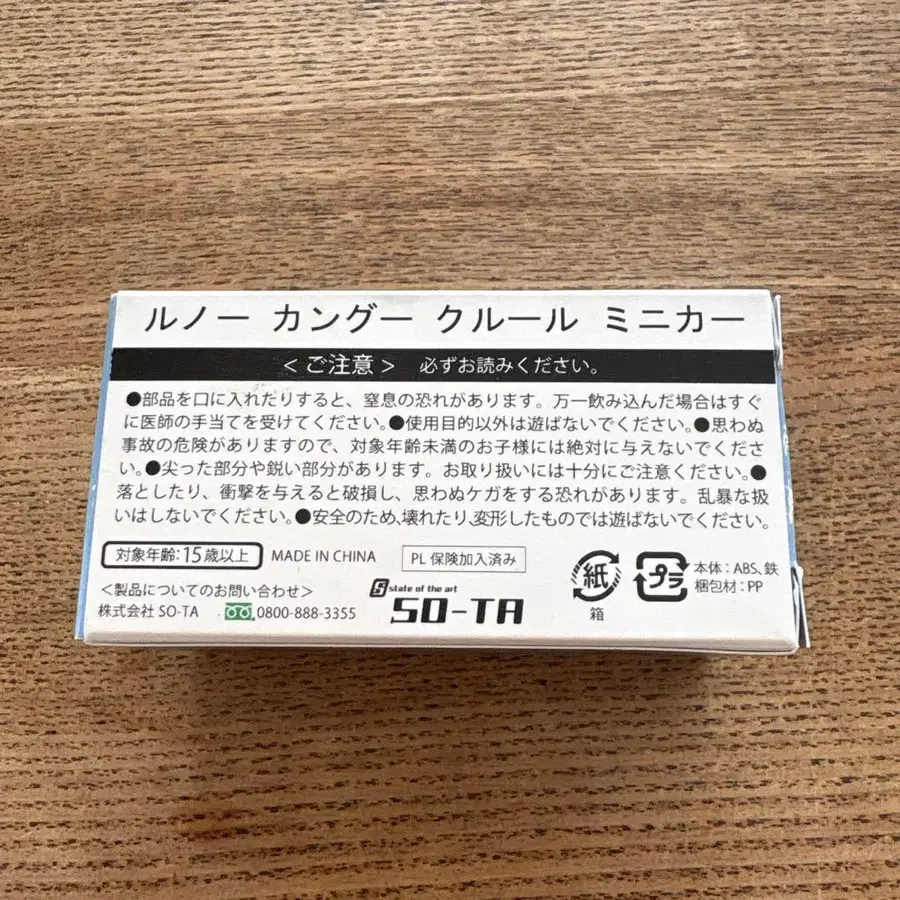 ルノー カングー クルール ミニカー
＜ご注意＞ 必ずお読みください。
●部品を口に入れたりすると、窒息の恐れがあります。万一飲み込んだ場合はすぐ
に医師の手当てを受けてください。●使用目的以外は遊ばないでください。●思わぬ
事故の危険がありますので、対象年齢未満のお子様には絶対に与えないでくださ
い。●尖った部分や鋭い部分があります。お取り扱いには十分にご注意ください。●
落としたり、衝撃を与えると破損し、思わぬケガをする恐れがあります。乱暴な扱
いはしないでください。●安全のため、壊れたり、変形したものでは遊ばないでください。
対象年齢：15歳以上 MADE IN CHINA PL保険加入済み
＜製品についてのお問い合わせ＞
株式会社 SO-TA 0800-888-3355
state of the art
SO-TA
紙
箱
プラ
本体：ABS、鉄
梱包材：PP